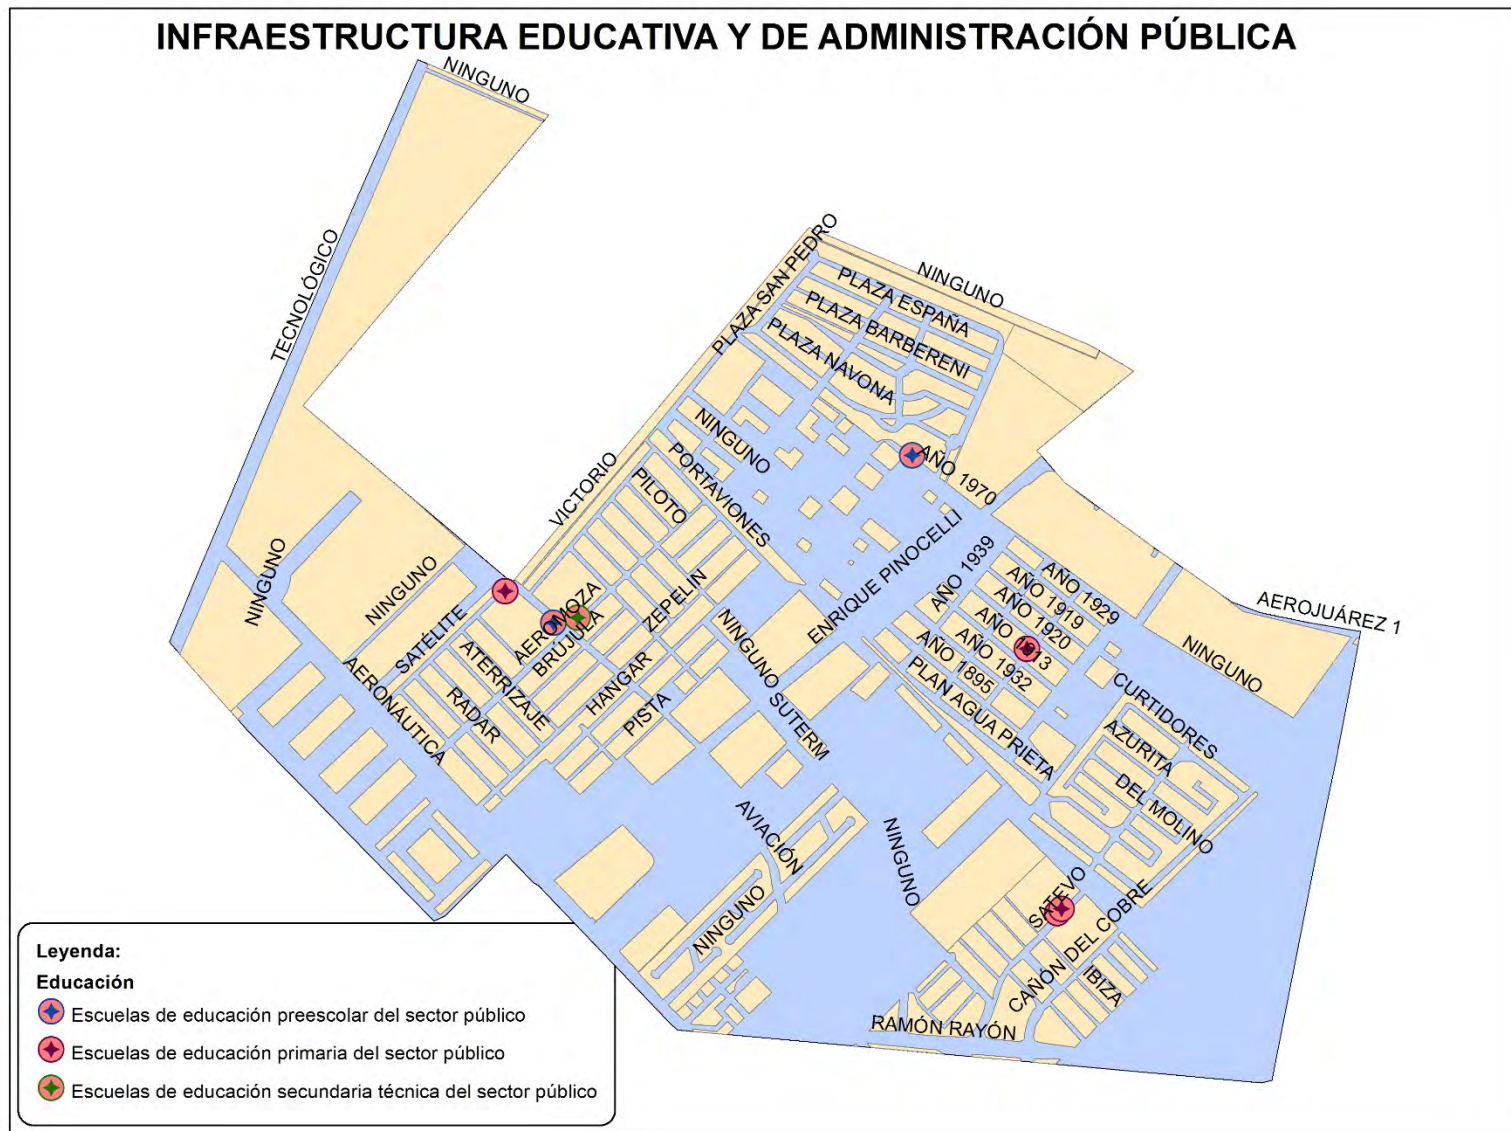 INFRAESTRUCTURA EDUCATIVA Y DE ADMINISTRACIÓN PÚBLICA
NINGUNO
TECNOLÓGICO
PLAZA SAN PEDRO
NINGUNO
PLAZA ESPAÑA
PLAZA BARBERENI
PLAZA NAVONA
NINGUNO
VICTORIO
PORTAVIONES
PILOTO
AÑO 1970
ENRIQUE PINOCELLI
AÑO 1939
AÑO 1929
AÑO 1919
AÑO 1920
AÑO 1913
AÑO 1932
AÑO 1895
PLAN AGUA PRIETA
AEROJUÁREZ 1
NINGUNO
NINGUNO
NINGUNO
SATÉLITE
AEROMOZA
BRÚJULA
ZEPELIN
ATERRIZAJE
HANGAR
RADAR
PISTA
AERONÁUTICA
NINGUNO SUTERM
CURTIDORES
AZURITA
DEL MOLINO
AVIACIÓN
NINGUNO
NINGUNO
SATEVO
CAÑÓN DEL COBRE
IBIZA
RAMÓN RAYÓN
Leyenda:
Educación
Escuelas de educación preescolar del sector público
Escuelas de educación primaria del sector público
Escuelas de educación secundaria técnica del sector público